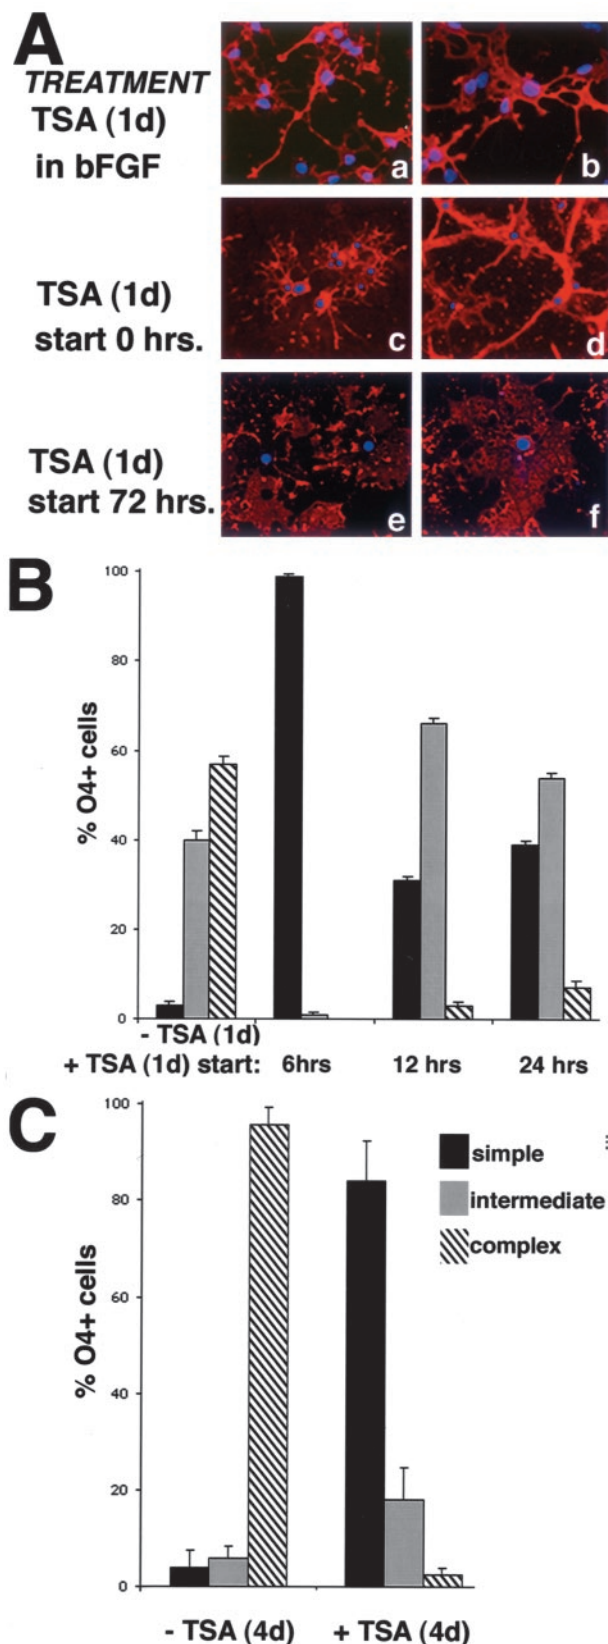 A
TREATMENT
TSA (1d)
in bFGF
a
b
TSA (1d)
start 0 hrs.
c
d
TSA (1d)
start 72 hrs.
e
f
B
% O4+ cells
100
80
60
40
20
0
- TSA (1d)
+ TSA (1d) start: 6hrs 12 hrs 24 hrs
C
% O4+ cells
100
80
60
40
20
0
simple
intermediate
complex
- TSA (4d) + TSA (4d)